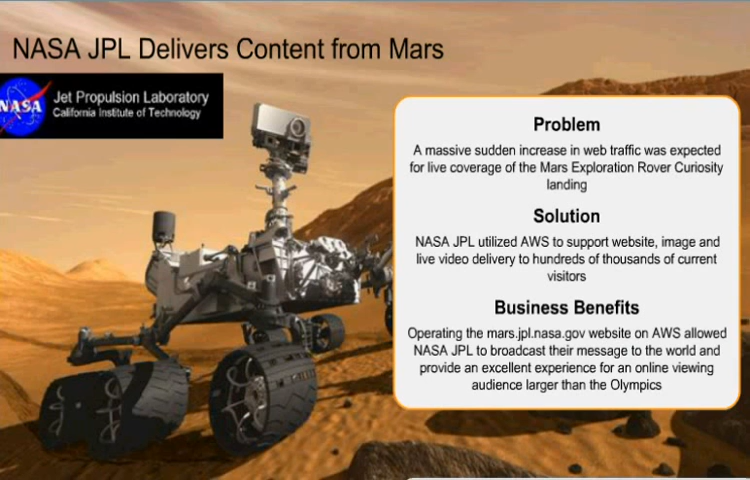 NASA JPL Delivers Content from Mars
NASA
Jet Propulsion Laboratory
California Institute of Technology
Problem
A massive sudden increase in web traffic was expected
for live coverage of the Mars Exploration Rover Curiosity
landing
Solution
NASA JPL utilized AWS to support website, image and
live video delivery to hundreds of thousands of current
visitors
Business Benefits
Operating the mars.jpl.nasa.gov website on AWS allowed
NASA JPL to broadcast their message to the world and
provide an excellent experience for an online viewing
audience larger than the Olympics